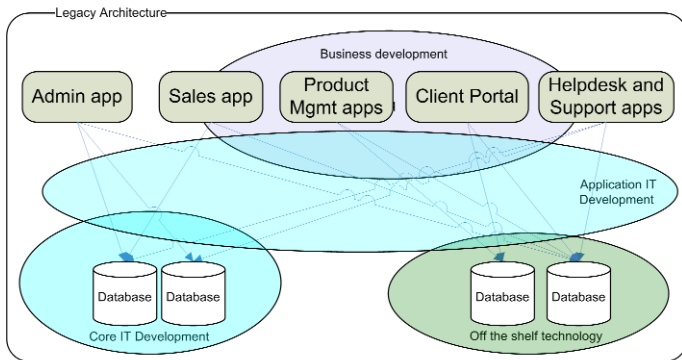 Legacy Architecture
Business development
Admin app
Sales app
Product
Mgmt apps
Client Portal
Helpdesk and
Support apps
Application IT
Development
Database
Database
Database
Database
Core IT Development
Off the shelf technology